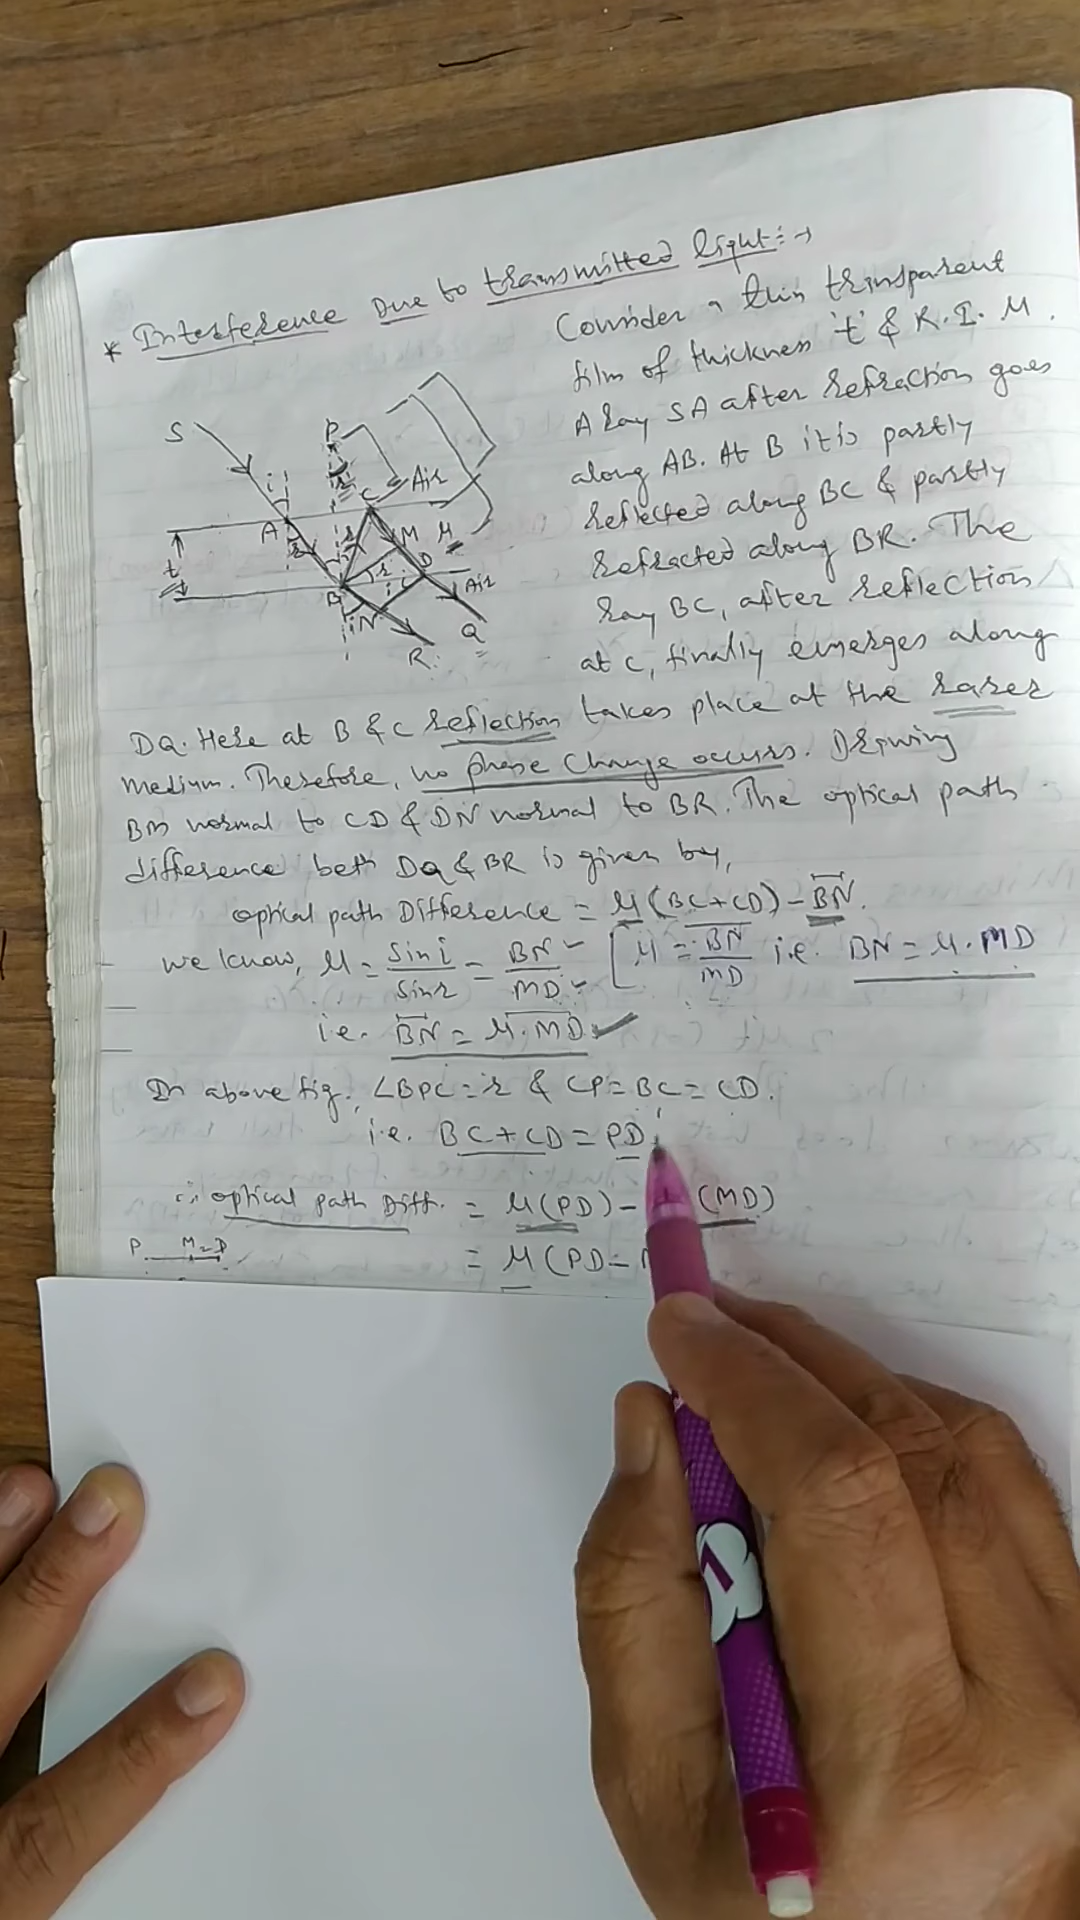 * Interference Due to transmitted light:→
Consider a thin transparent
film of thickness 't' & R.I. μ.
A ray SA after refraction goes
along AB. At B it is partly
reflected along BC & partly
refracted along BR. The
ray BC, after reflection
at C, finally emerges along
DQ. Here at B & C reflection takes place at the rarer
medium. Therefore, no phase change occurs. Drawing
BM normal to CD & DN normal to BR. The optical path
difference betn DQ & BR is given by,
optical path Difference = μ(BC+CD) - BN.
we know, μ = sin i / sin r = BN / MD [ μ = BN / MD i.e. BN = μ. MD
i.e. BN = μ. MD ✓
In above fig. ∠BPC = r & CP = BC = CD.
i.e. BC + CD = PD
∴ optical path Diff. = μ(PD) - (MD)
P M D
= μ(PD -
S
P
i
r
C
Air
A
r
r
M
μ
t
r
D
B
i
Air
i
N
R
Q
1